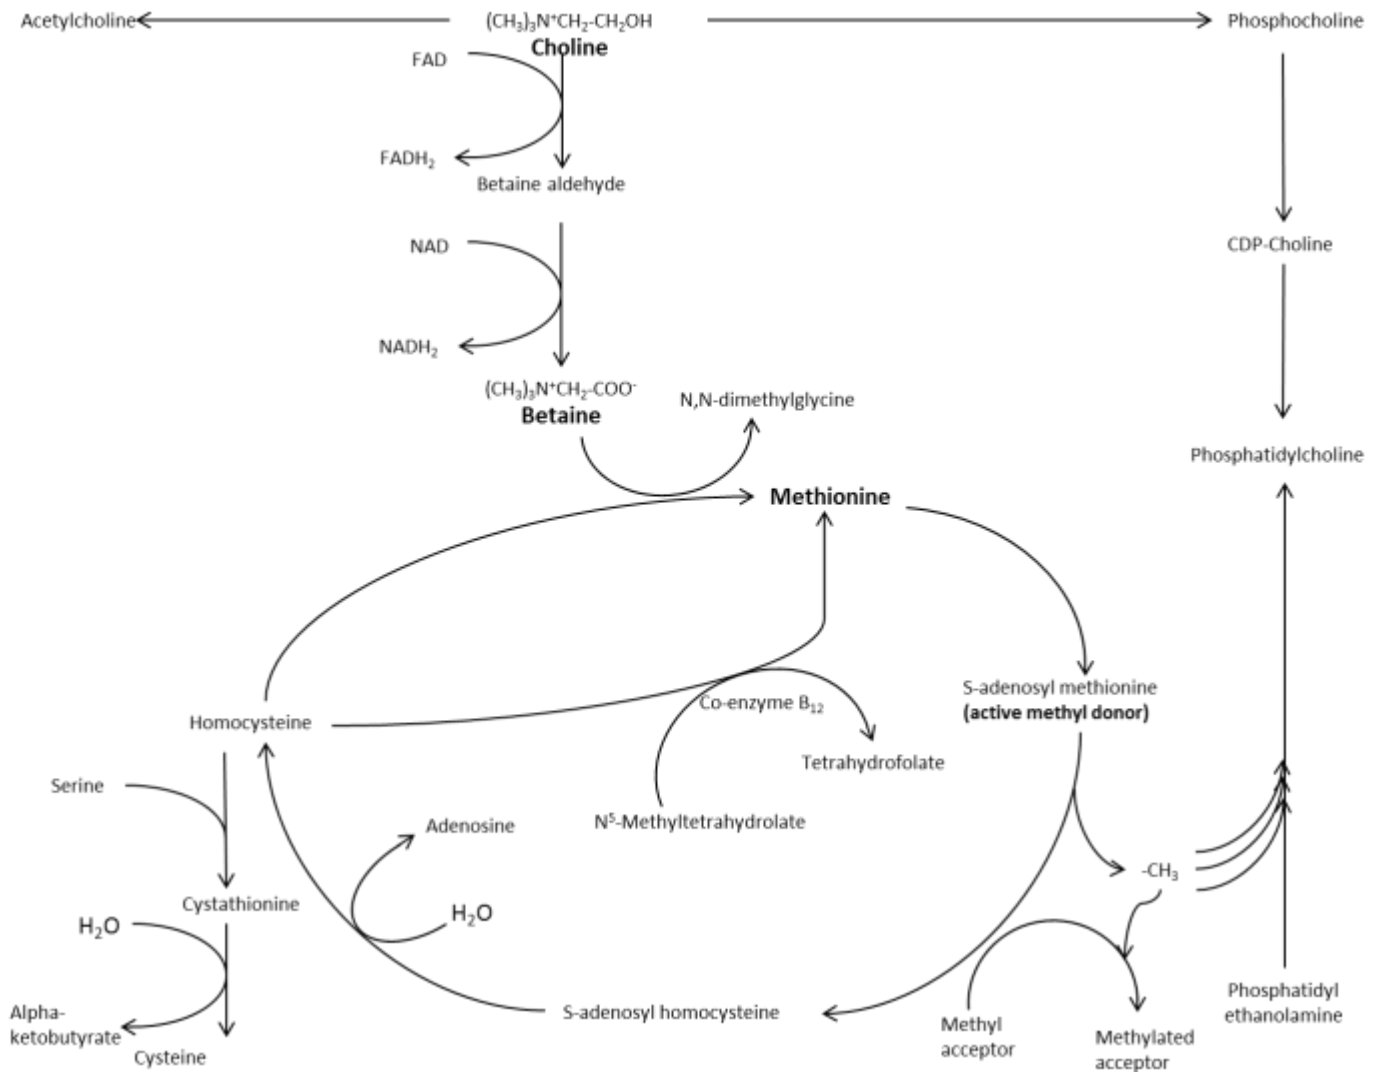 Acetylcholine
(CH₃)₃N⁺CH₂-CH₂OH
Choline
Phosphocholine
FAD
FADH₂
Betaine aldehyde
NAD
CDP-Choline
NADH₂
(CH₃)₃N⁺CH₂-COO⁻
Betaine
N,N-dimethylglycine
Phosphatidylcholine
Methionine
S-adenosyl methionine
(active methyl donor)
Co-enzyme B₁₂
Homocysteine
Tetrahydrofolate
Serine
N⁵-Methyltetrahydrolate
Adenosine
-CH₃
Cystathionine
H₂O
H₂O
Phosphatidyl
ethanolamine
S-adenosyl homocysteine
Alpha-
ketobutyrate
Cysteine
Methyl
acceptor
Methylated
acceptor